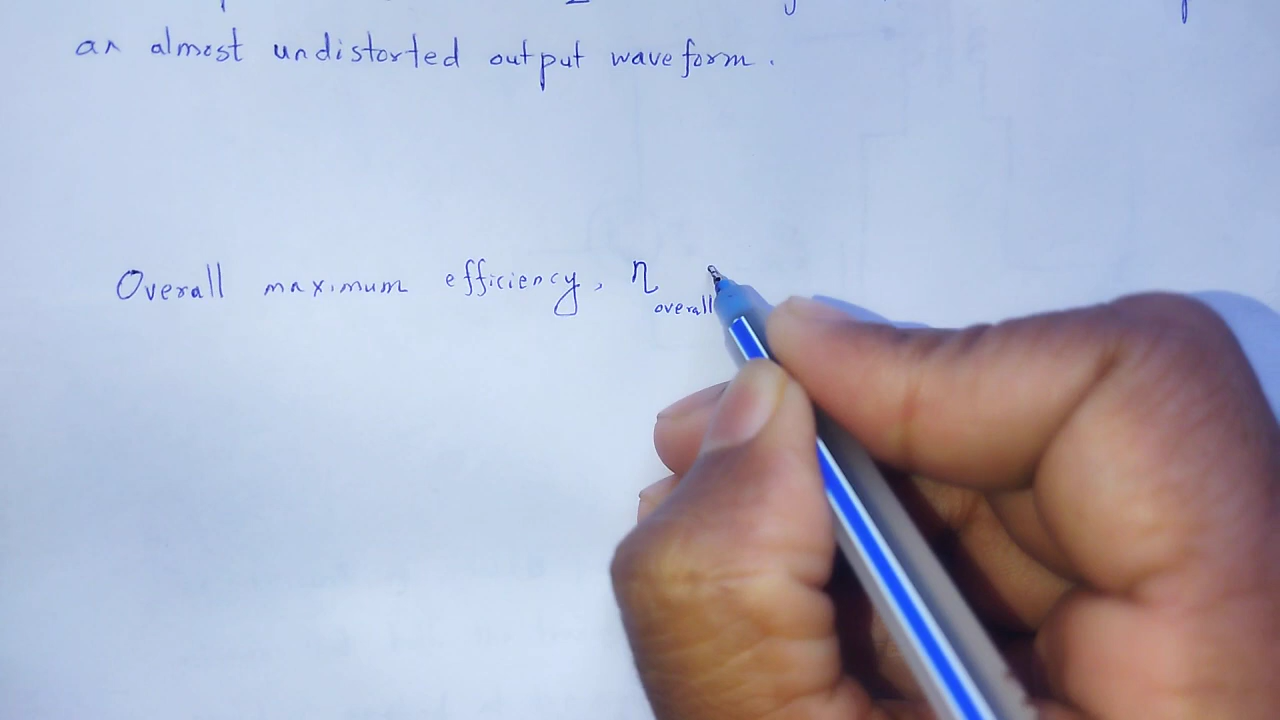 an almost undistorted output waveform.
Overall maximum efficiency, η overall